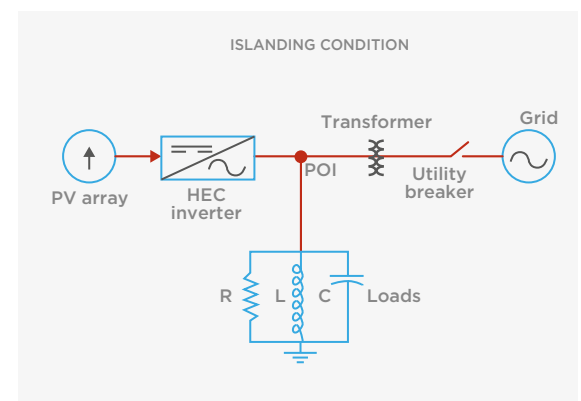 ISLANDING CONDITION
Grid
Transformer
POI
Utility
breaker
PV array
HEC
inverter
R
L
C
Loads